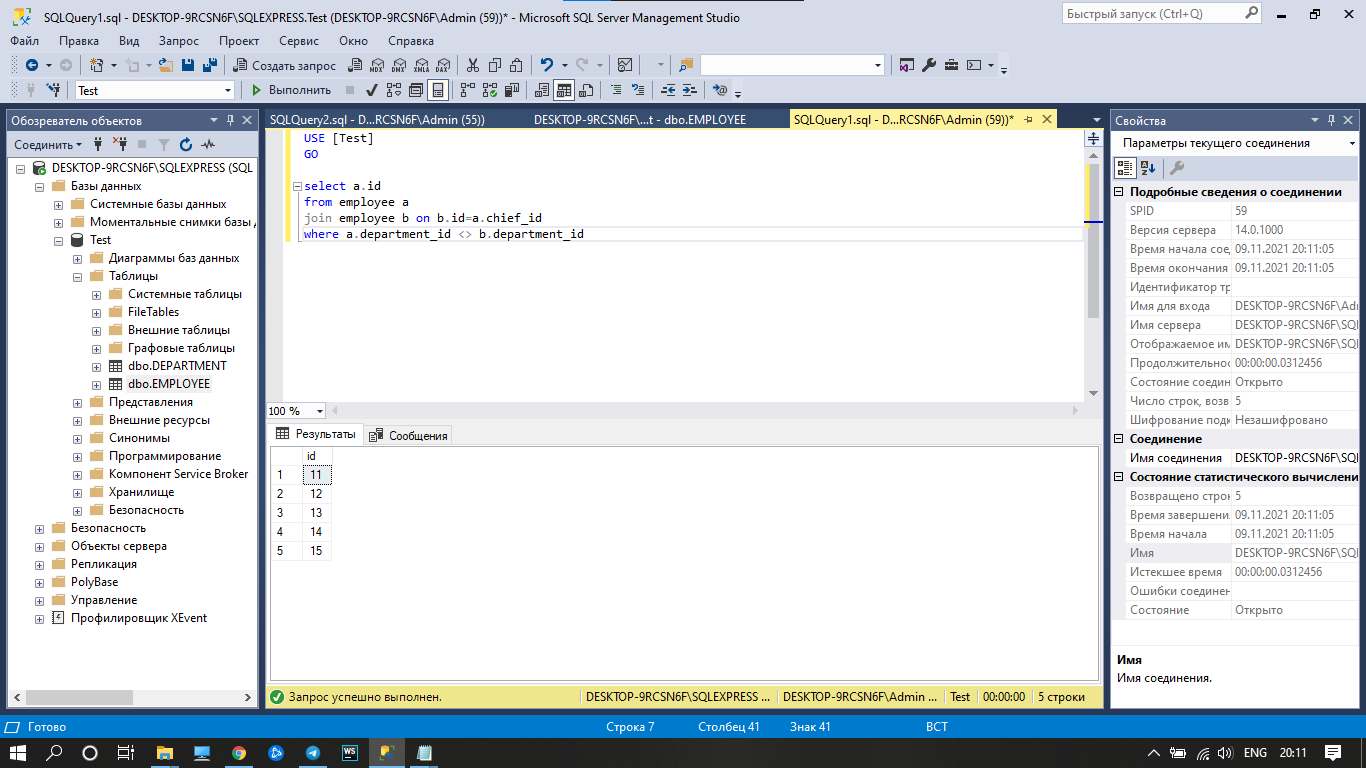 SQLQuery1.sql - DESKTOP-9RCSN6F\SQLEXPRESS.Test (DESKTOP-9RCSN6F\Admin (59))* - Microsoft SQL Server Management Studio
Быстрый запуск (Ctrl+Q)
Файл Правка Вид Запрос Проект Сервис Окно Справка
Создать запрос MDX DMX XMLA DAX
Test Выполнить
Обозреватель объектов
Соединить
DESKTOP-9RCSN6F\SQLEXPRESS (SQL
Базы данных
Системные базы данных
Моментальные снимки базы
Test
Диаграммы баз данных
Таблицы
Системные таблицы
FileTables
Внешние таблицы
Графовые таблицы
dbo.DEPARTMENT
dbo.EMPLOYEE
Представления
Внешние ресурсы
Синонимы
Программирование
Компонент Service Broker
Хранилище
Безопасность
Безопасность
Объекты сервера
Репликация
PolyBase
Управление
Профилировщик XEvent
SQLQuery2.sql - D...RCSN6F\Admin (55)) DESKTOP-9RCSN6F\...t - dbo.EMPLOYEE SQLQuery1.sql - D...RCSN6F\Admin (59))*
USE [Test]
GO
select a.id
from employee a
join employee b on b.id=a.chief_id
where a.department_id <> b.department_id
100 %
Результаты Сообщения
id
1 11
2 12
3 13
4 14
5 15
Запрос успешно выполнен. DESKTOP-9RCSN6F\SQLEXPRESS ... DESKTOP-9RCSN6F\Admin ... Test 00:00:00 5 строки
Свойства
Параметры текущего соединения
Подробные сведения о соединении
SPID 59
Версия сервера 14.0.1000
Время начала соед 09.11.2021 20:11:05
Время окончания 09.11.2021 20:11:05
Идентификатор тр
Имя для входа DESKTOP-9RCSN6F\Adm
Имя сервера DESKTOP-9RCSN6F\SQL
Отображаемое им DESKTOP-9RCSN6F\SQL
Продолжительнос 00:00:00.0312456
Состояние соедин Открыто
Число строк, возв 5
Шифрование подк Незашифровано
Соединение
Имя соединения DESKTOP-9RCSN6F\SQL
Состояние статистического вычислени
Возвращено строк 5
Время завершени 09.11.2021 20:11:05
Время начала 09.11.2021 20:11:05
Имя DESKTOP-9RCSN6F\SQL
Истекшее время 00:00:00.0312456
Ошибки соединен
Состояние Открыто
Имя
Имя соединения.
Готово Строка 7 Столбец 41 Знак 41 ВСТ
WS
ENG 20:11